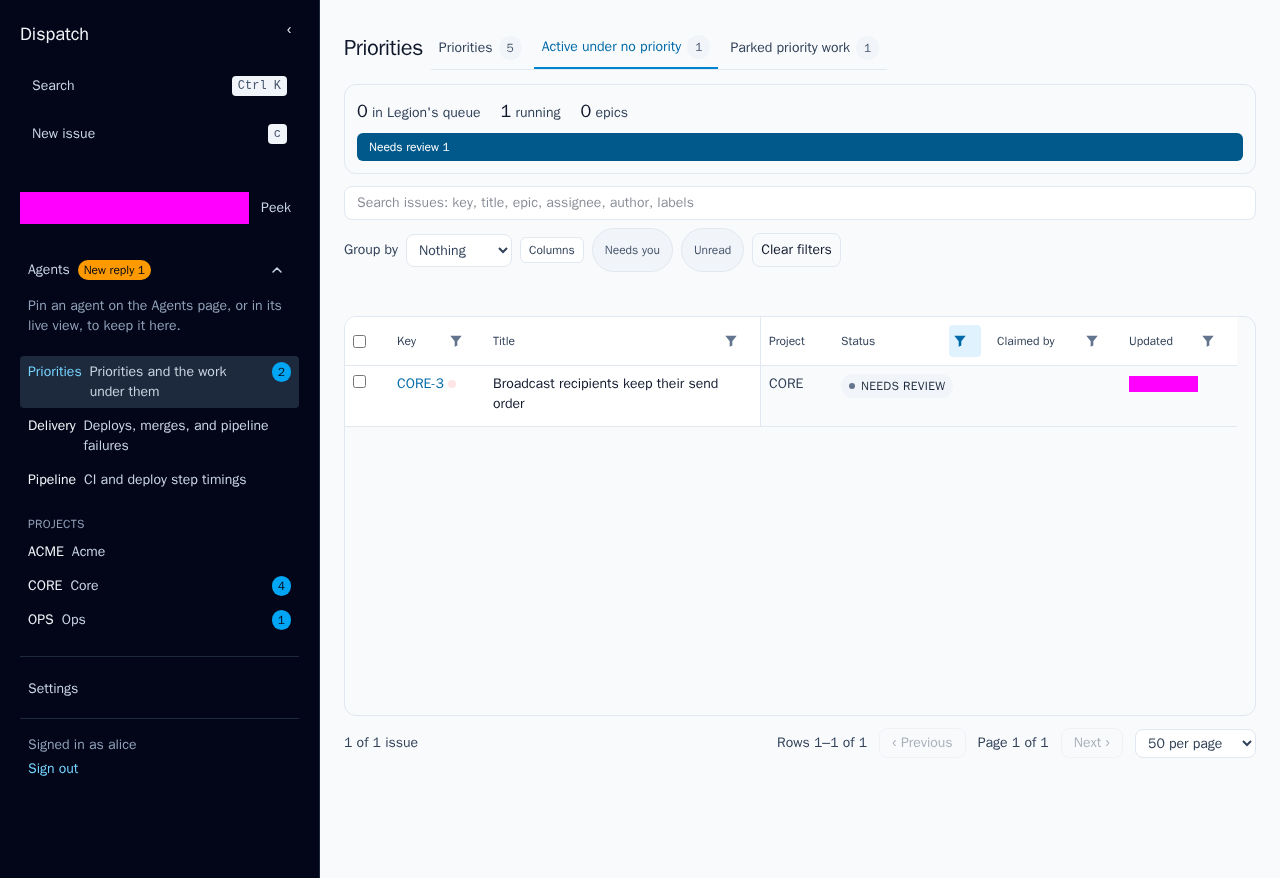 Dispatch
‹
Search
Ctrl K
New issue
C
Peek
Agents
New reply 1
Pin an agent on the Agents page, or in its
live view, to keep it here.
Priorities
Priorities and the work
under them
2
Delivery
Deploys, merges, and pipeline
failures
Pipeline
CI and deploy step timings
PROJECTS
ACME
Acme
CORE
Core
4
OPS
Ops
1
Settings
Signed in as alice
Sign out
Priorities
Priorities 5
Active under no priority 1
Parked priority work 1
0 in Legion's queue
1 running
0 epics
Needs review 1
Search issues: key, title, epic, assignee, author, labels
Group by
Nothing
Columns
Needs you
Unread
Clear filters
Key
Title
Project
Status
Claimed by
Updated
CORE-3
Broadcast recipients keep their send
order
CORE
NEEDS REVIEW
1 of 1 issue
Rows 1–1 of 1
‹ Previous
Page 1 of 1
Next ›
50 per page